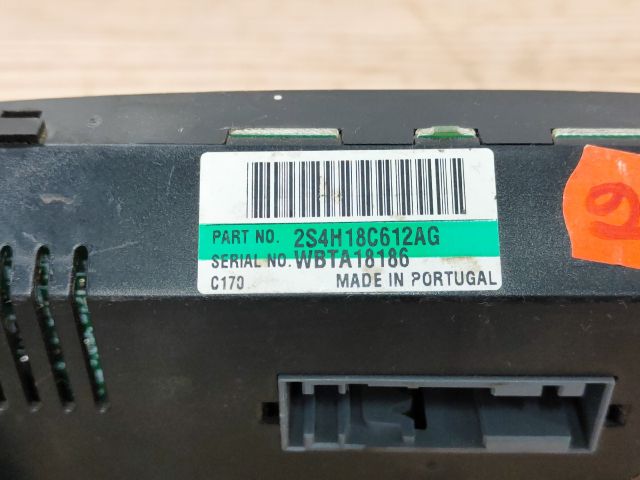 PART NO. 2S4H18C612AG
SERIAL NO. WBTA18186
C170 MADE IN PORTUGAL